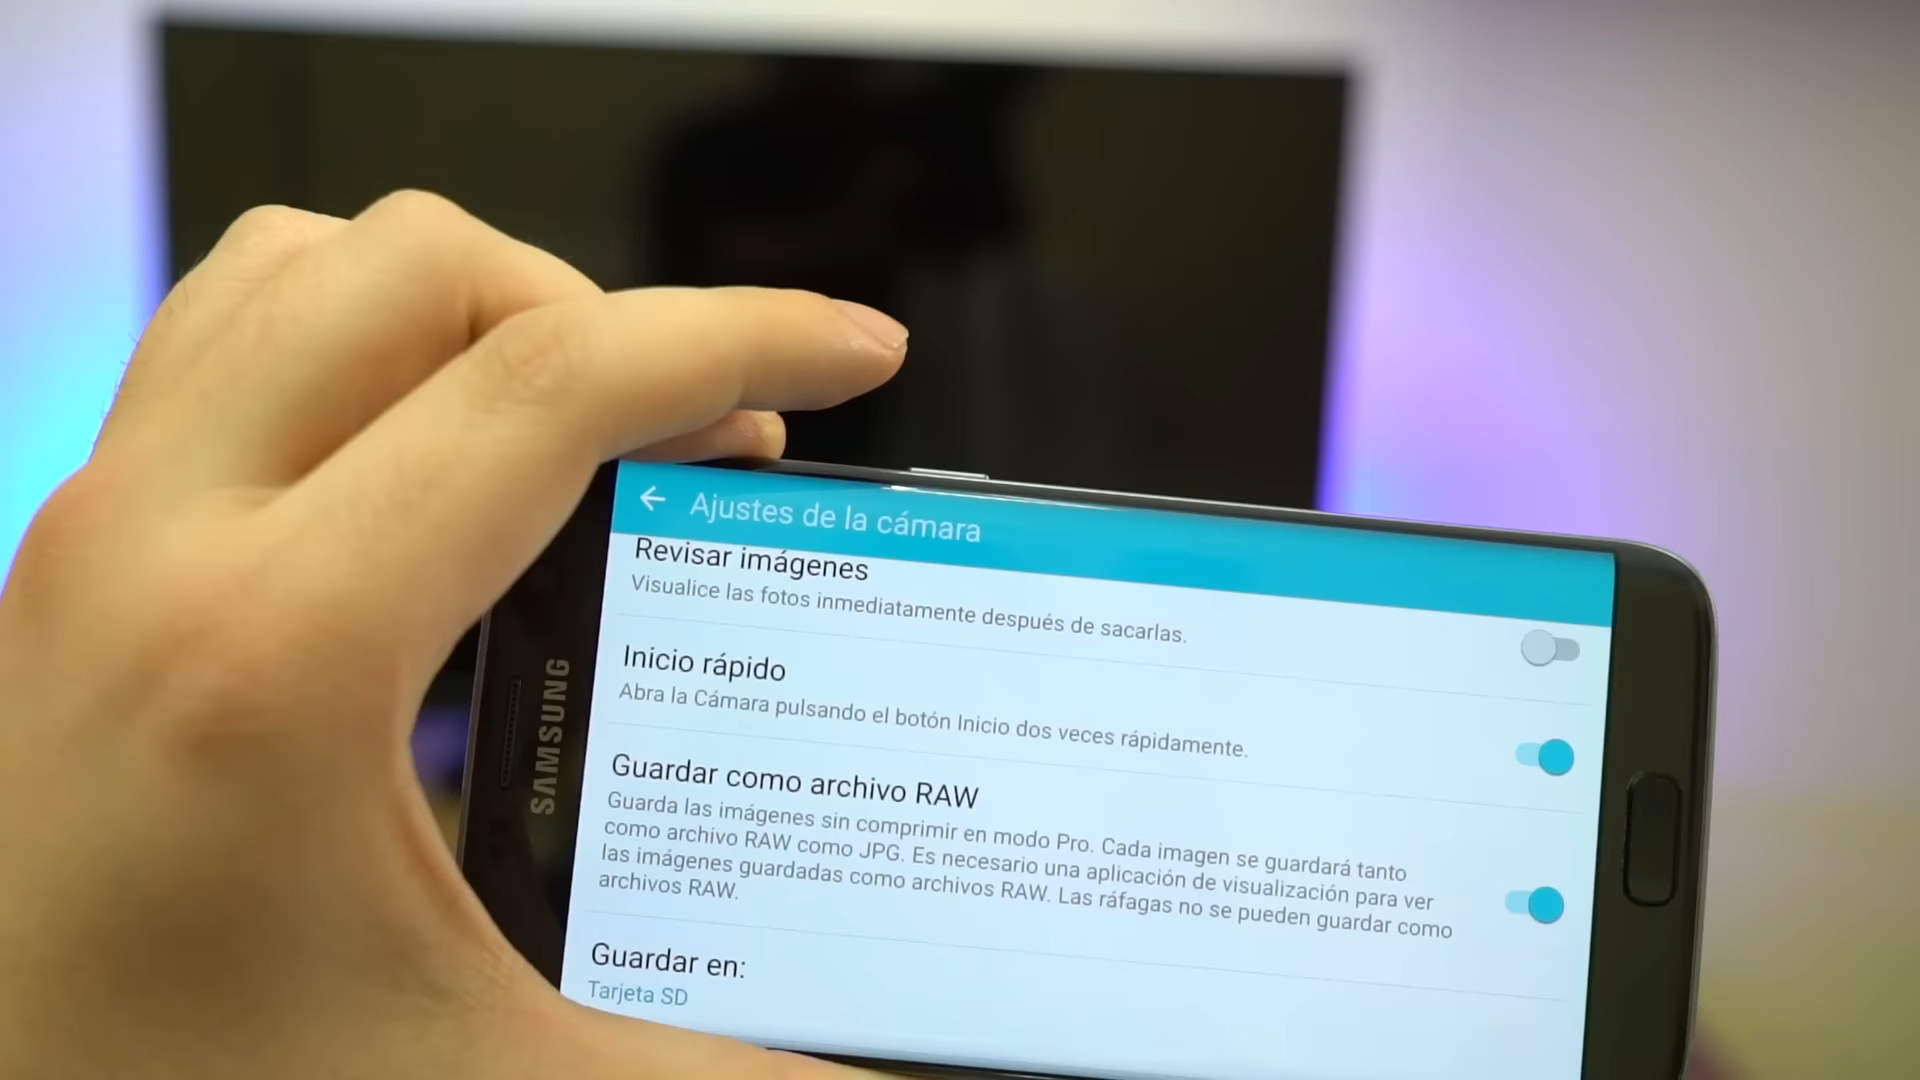 Ajustes de la cámara
Revisar imágenes
Visualice las fotos inmediatamente después de sacarlas.
Inicio rápido
Abra la Cámara pulsando el botón Inicio dos veces rápidamente.
Guardar como archivo RAW
Guarda las imágenes sin comprimir en modo Pro. Cada imagen se guardará tanto
como archivo RAW como JPG. Es necesario una aplicación de visualización para ver
las imágenes guardadas como archivos RAW. Las ráfagas no se pueden guardar como
archivos RAW.
Guardar en:
Tarjeta SD
SAMSUNG